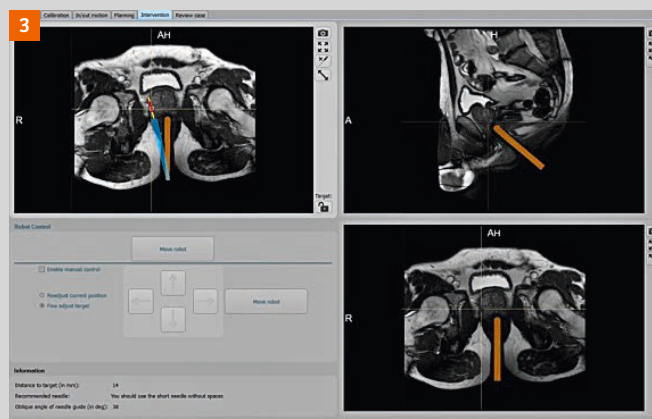 3
Calibration In/out motion Planning Intervention Review case
AH
R
Target:
H
A
Robot Control
Move robot
Enable manual control
Readjust current position
Fine adjust target
Move robot
AH
R
Information
Distance to target (in mm): 14
Recommended needle: You should use the short needle without spacer.
Oblique angle of needle guide (in deg): 38